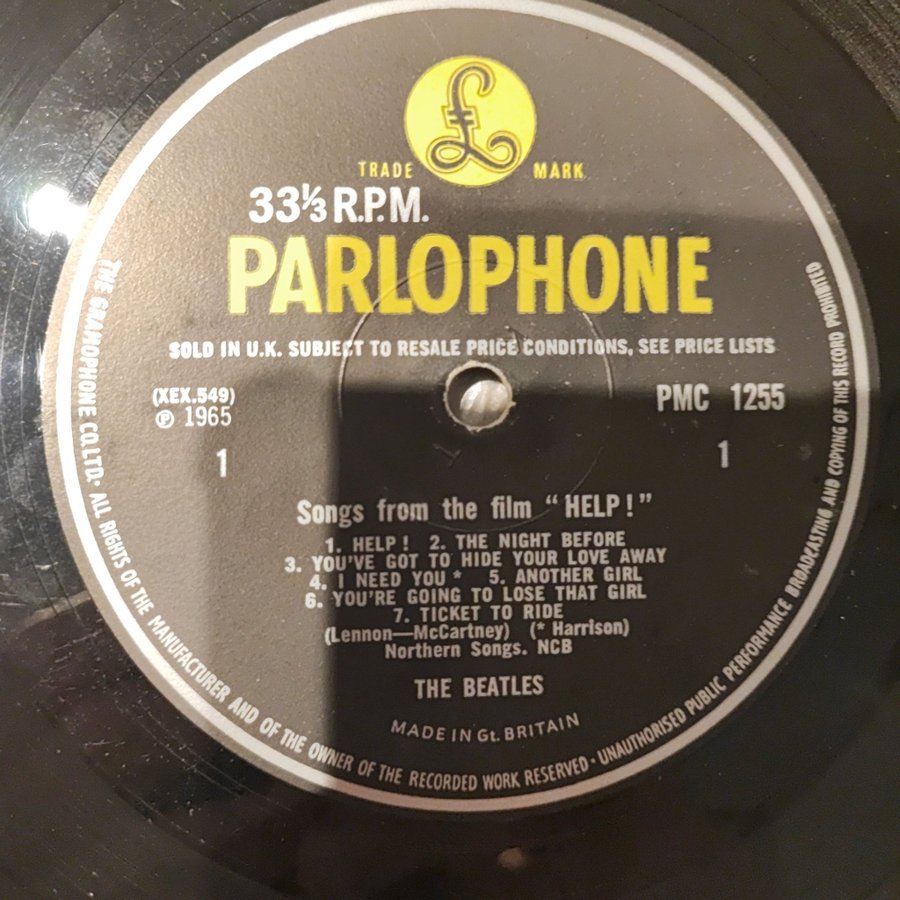 £
TRADE MARK
33⅓ R.P.M.
PARLOPHONE
SOLD IN U.K. SUBJECT TO RESALE PRICE CONDITIONS, SEE PRICE LISTS
(XEX.549)
℗ 1965
PMC 1255
1
1
Songs from the film "HELP!"
1. HELP! 2. THE NIGHT BEFORE
3. YOU'VE GOT TO HIDE YOUR LOVE AWAY
4. I NEED YOU * 5. ANOTHER GIRL
6. YOU'RE GOING TO LOSE THAT GIRL
7. TICKET TO RIDE
(Lennon—McCartney) (* Harrison)
Northern Songs. NCB
THE BEATLES
MADE IN Gt. BRITAIN
THE GRAMOPHONE CO. LTD. · ALL RIGHTS OF THE MANUFACTURER AND OF THE OWNER OF THE RECORDED WORK RESERVED · UNAUTHORISED PUBLIC PERFORMANCE BROADCASTING AND COPYING OF THIS RECORD PROHIBITED